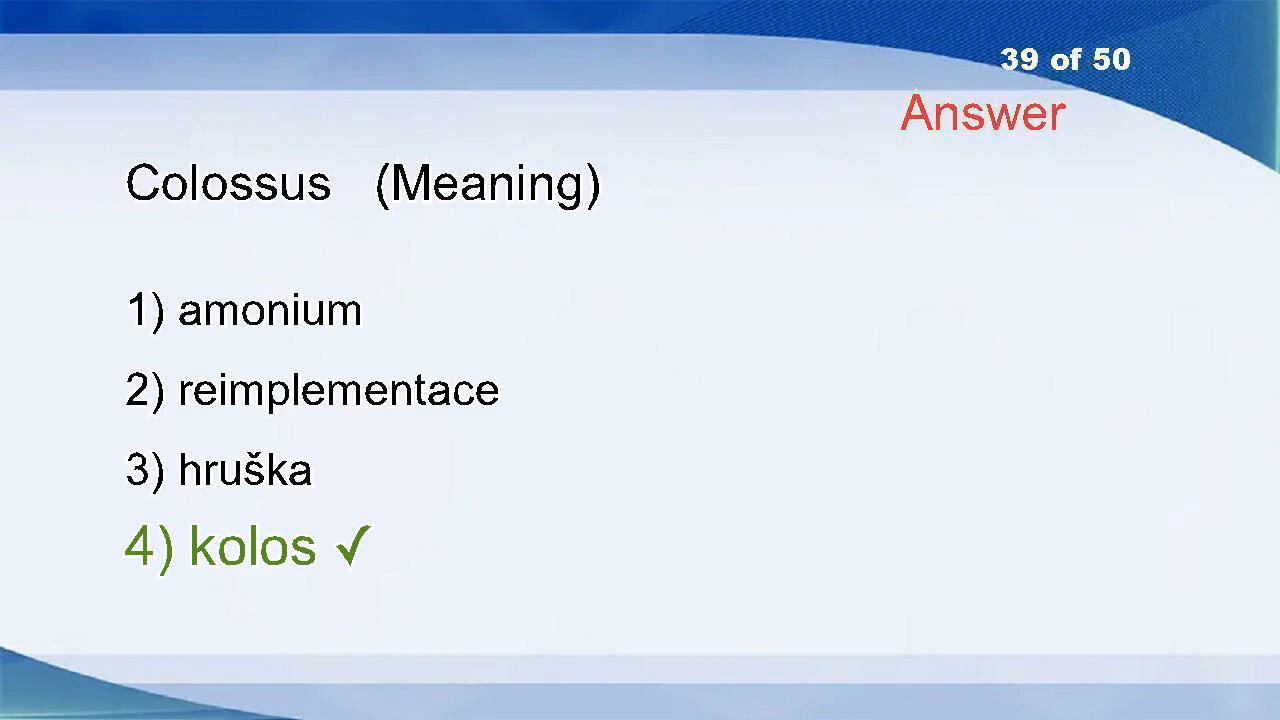 39 of 50
Answer
Colossus (Meaning)
1) amonium
2) reimplementace
3) hruška
4) kolos ✓